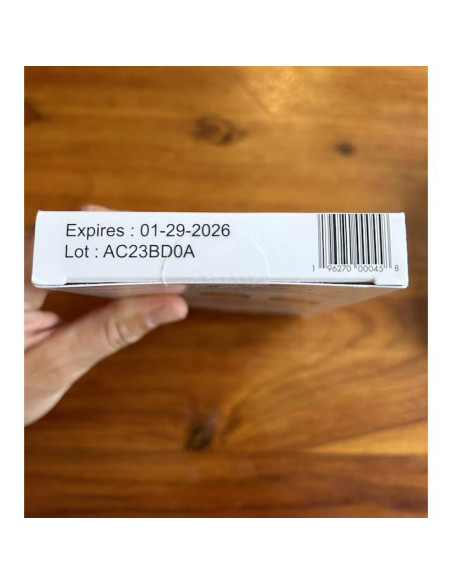 Expires : 01-29-2026
Lot : AC23BD0A
1 96270 00045 8